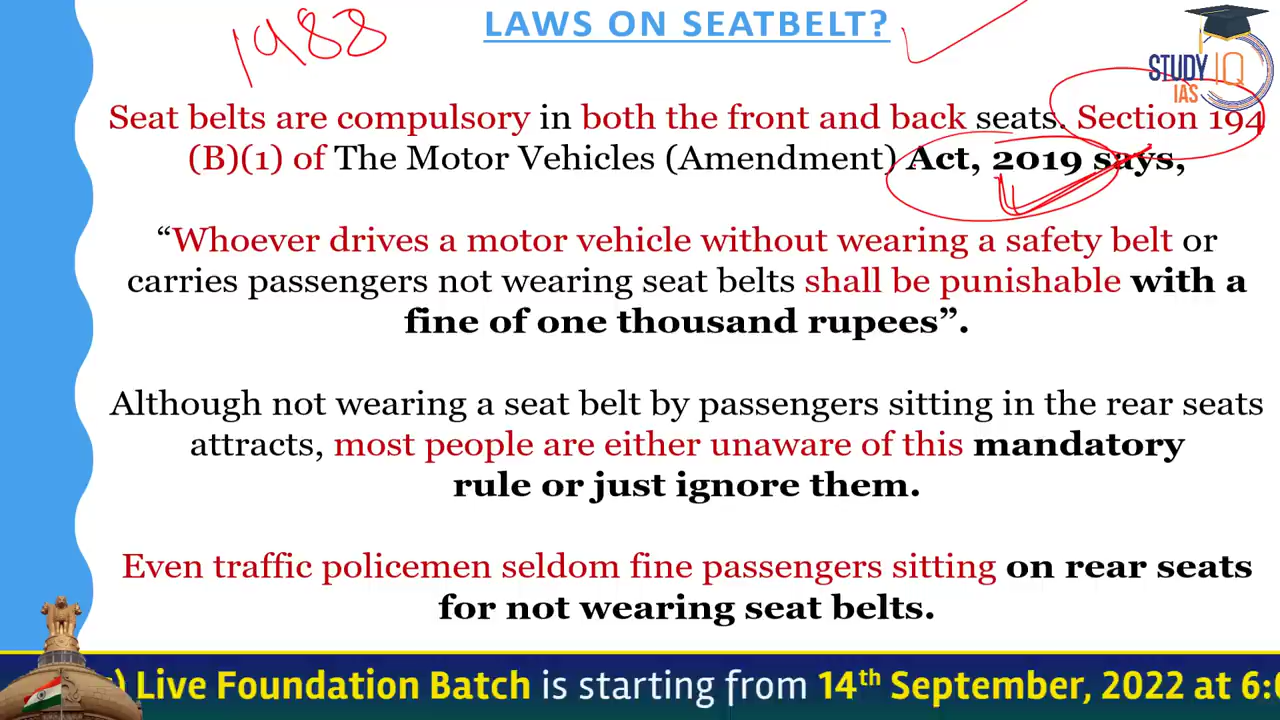 1988
LAWS ON SEATBELT?
STUDY IQ
IAS
Seat belts are compulsory in both the front and back seats. Section 194
(B)(1) of The Motor Vehicles (Amendment) Act, 2019 says,
“Whoever drives a motor vehicle without wearing a safety belt or
carries passengers not wearing seat belts shall be punishable with a
fine of one thousand rupees”.
Although not wearing a seat belt by passengers sitting in the rear seats
attracts, most people are either unaware of this mandatory
rule or just ignore them.
Even traffic policemen seldom fine passengers sitting on rear seats
for not wearing seat belts.
) Live Foundation Batch is starting from 14th September, 2022 at 6:0